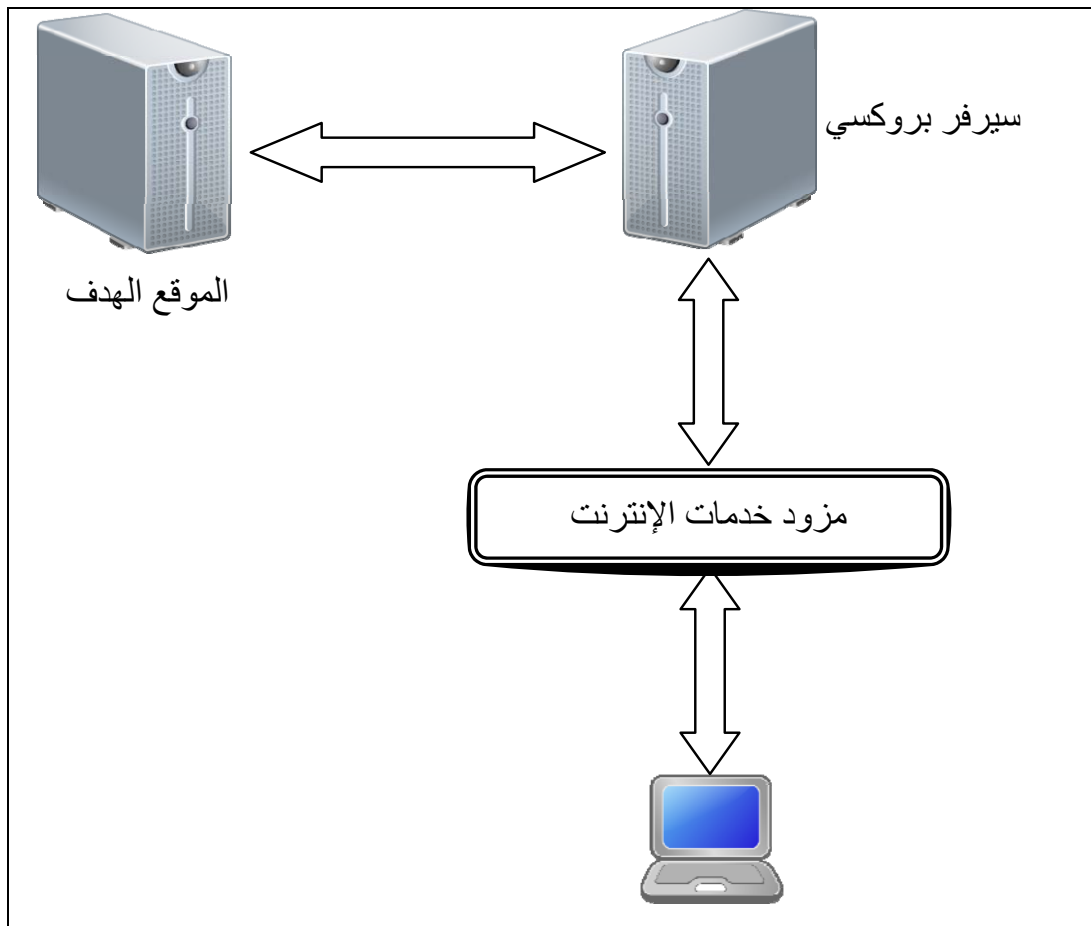 سيرفر بروكسي
الموقع الهدف
مزود خدمات الإنترنت